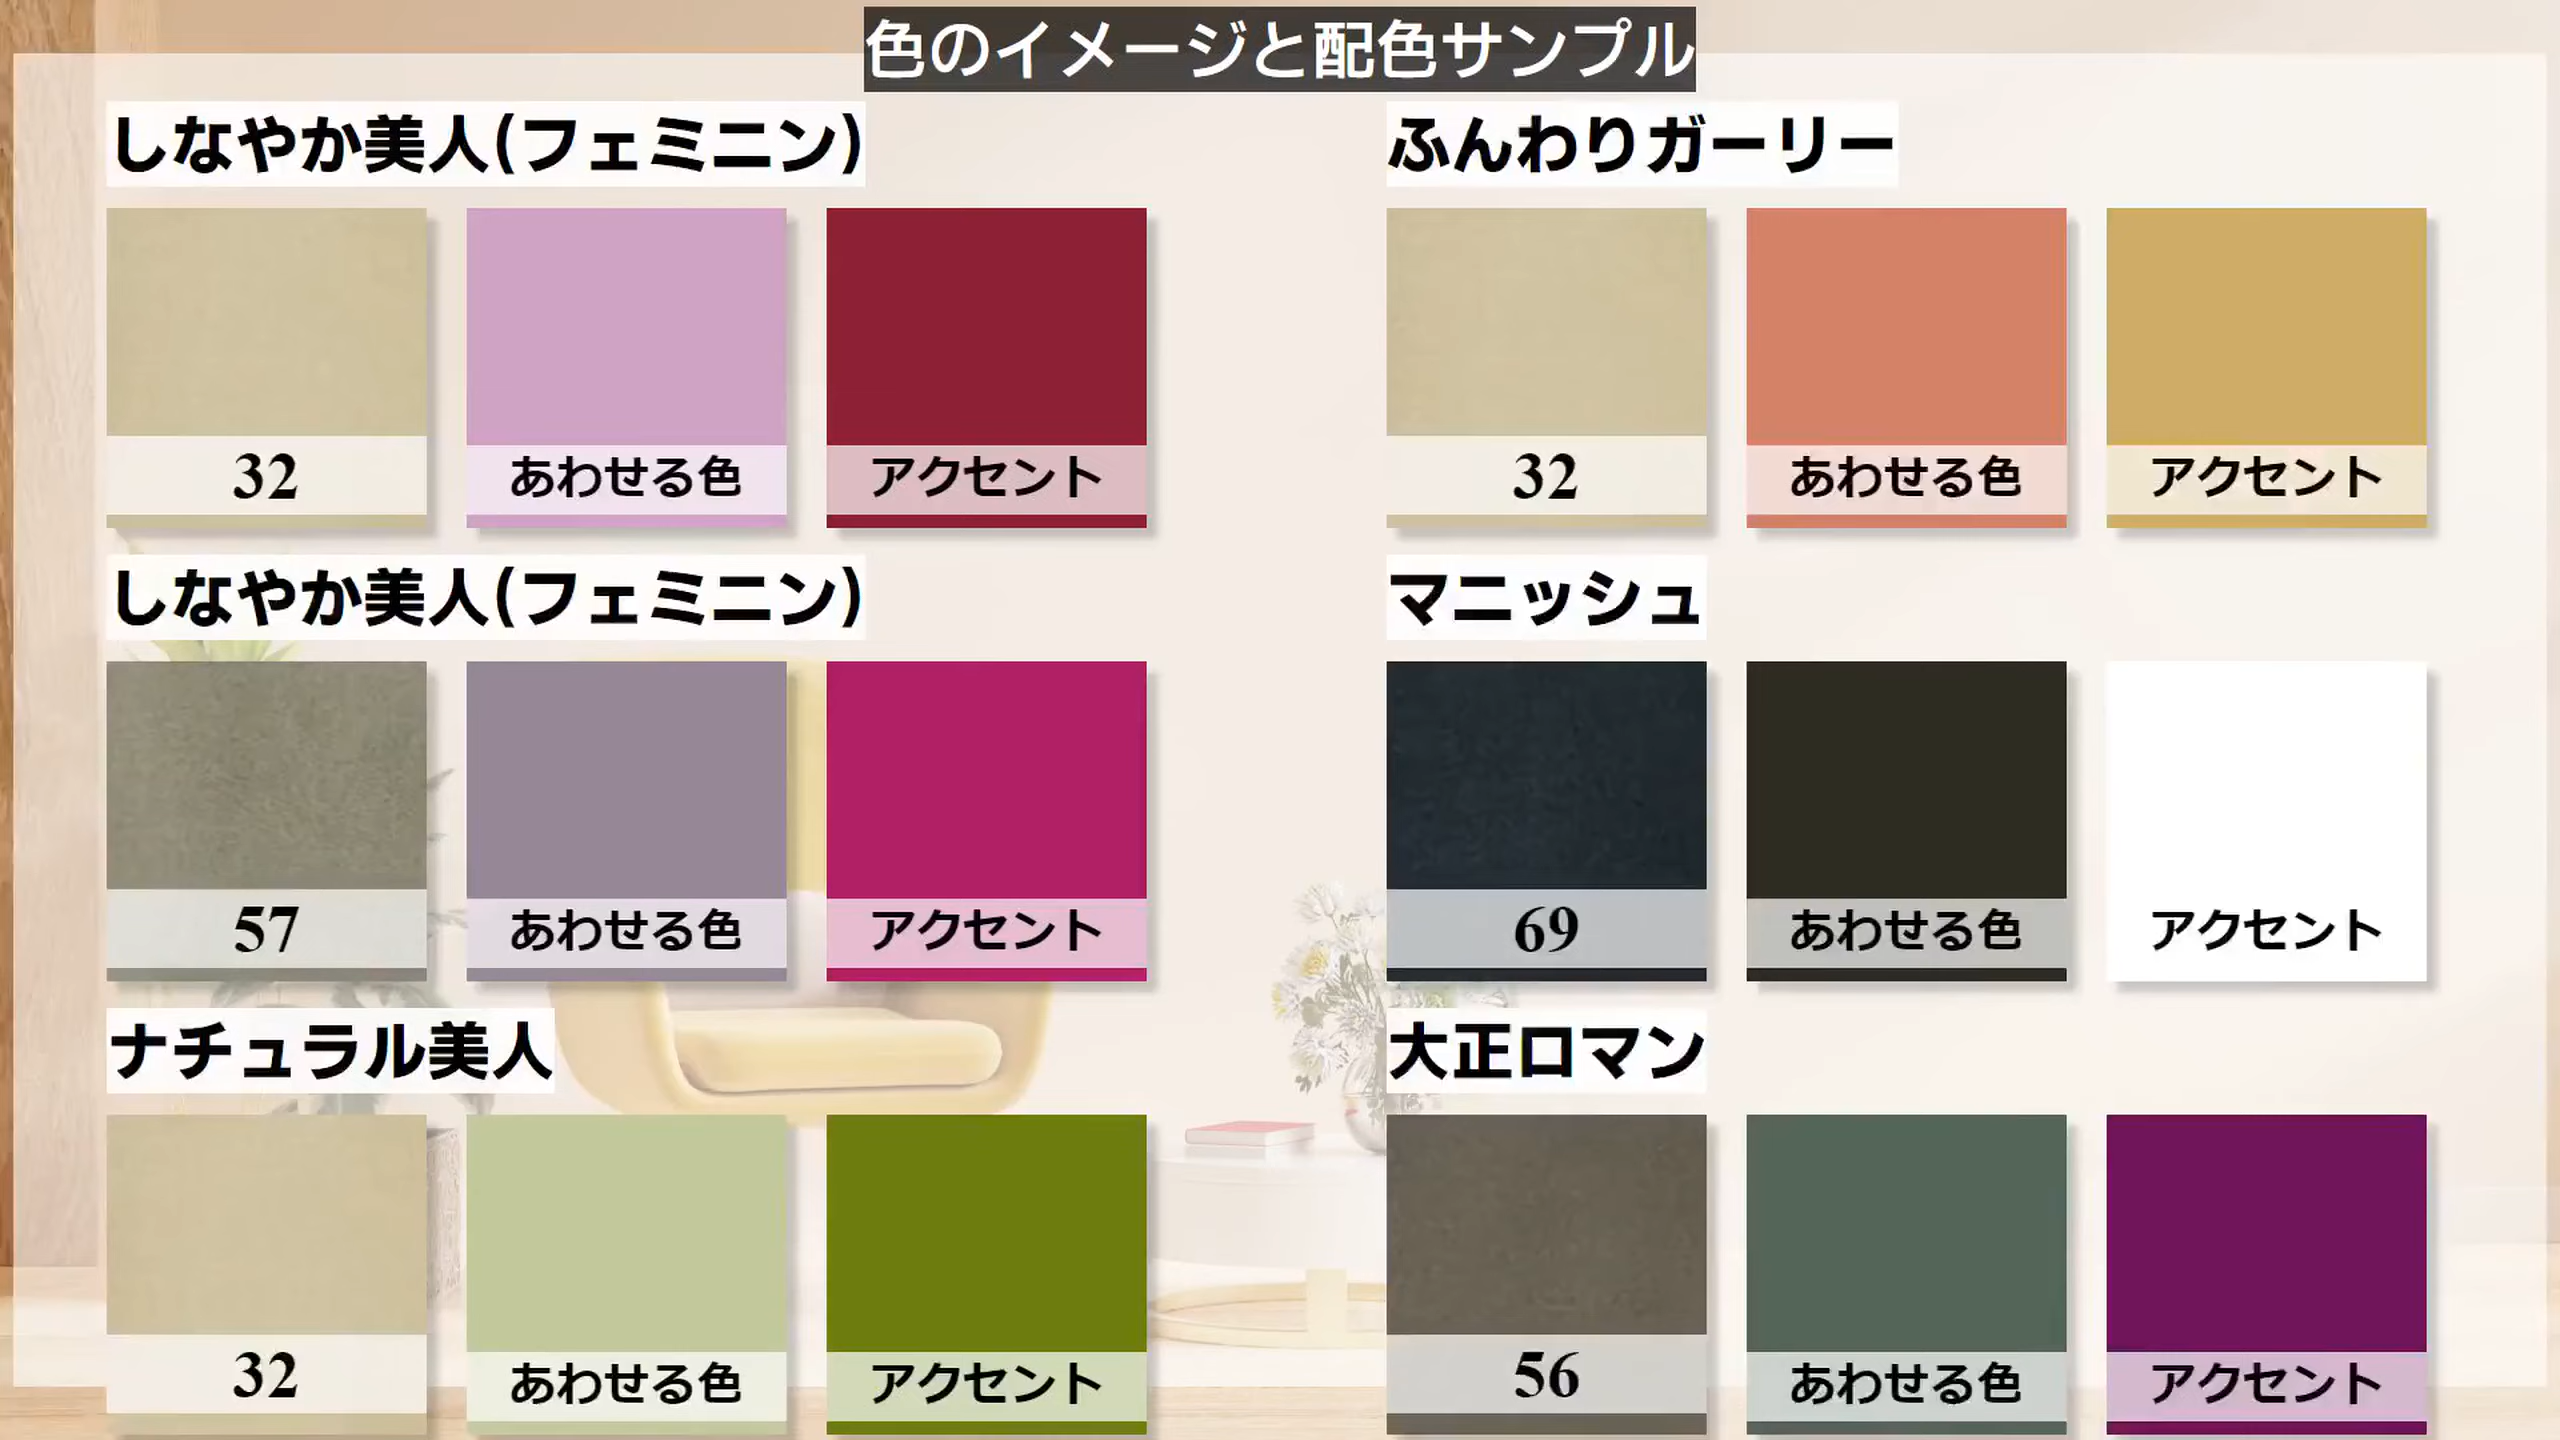 色のイメージと配色サンプル
しなやか美人(フェミニン)
32
あわせる色
アクセント
ふんわりガーリー
32
あわせる色
アクセント
しなやか美人(フェミニン)
57
あわせる色
アクセント
マニッシュ
69
あわせる色
アクセント
ナチュラル美人
32
あわせる色
アクセント
大正ロマン
56
あわせる色
アクセント